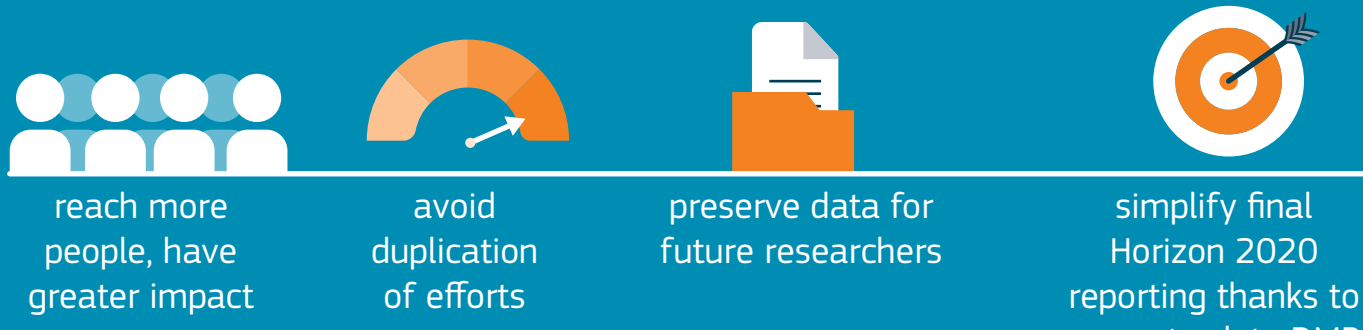 reach more
people, have
greater impact
avoid
duplication
of efforts
preserve data for
future researchers
simplify final
Horizon 2020
reporting thanks to